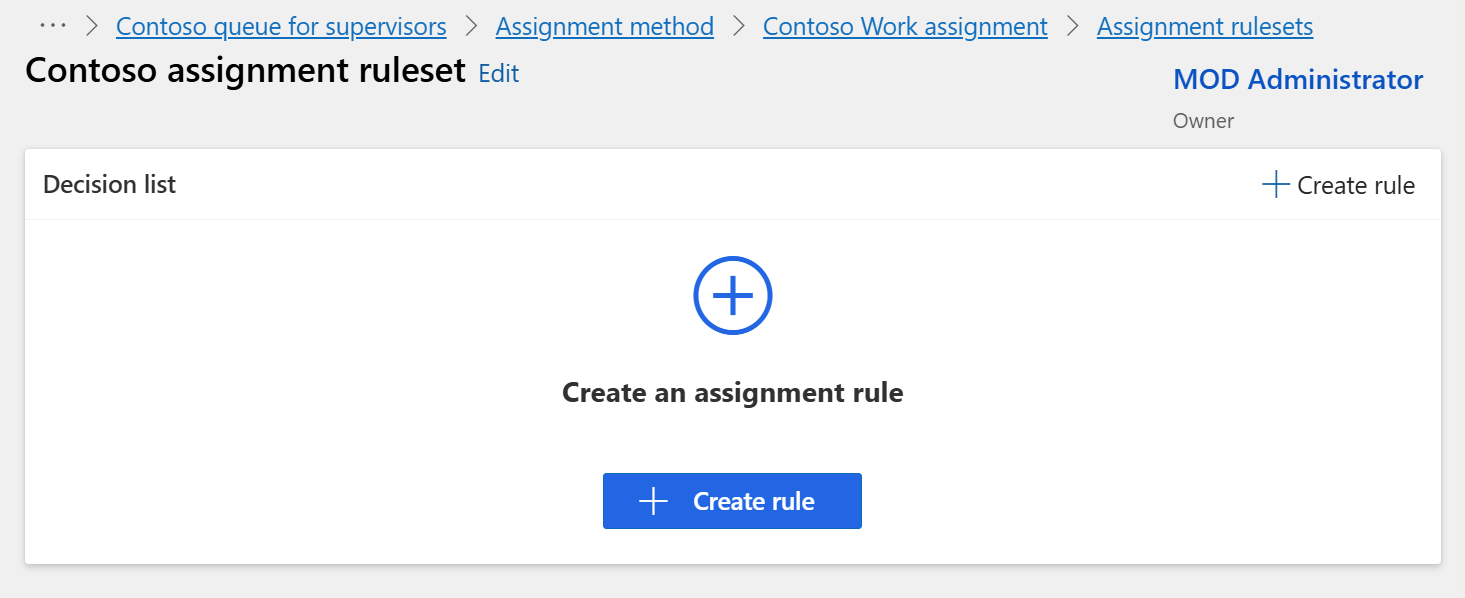 ··· > Contoso queue for supervisors > Assignment method > Contoso Work assignment > Assignment rulesets
Contoso assignment ruleset Edit
MOD Administrator
Owner
Decision list
+ Create rule
Create an assignment rule
+ Create rule